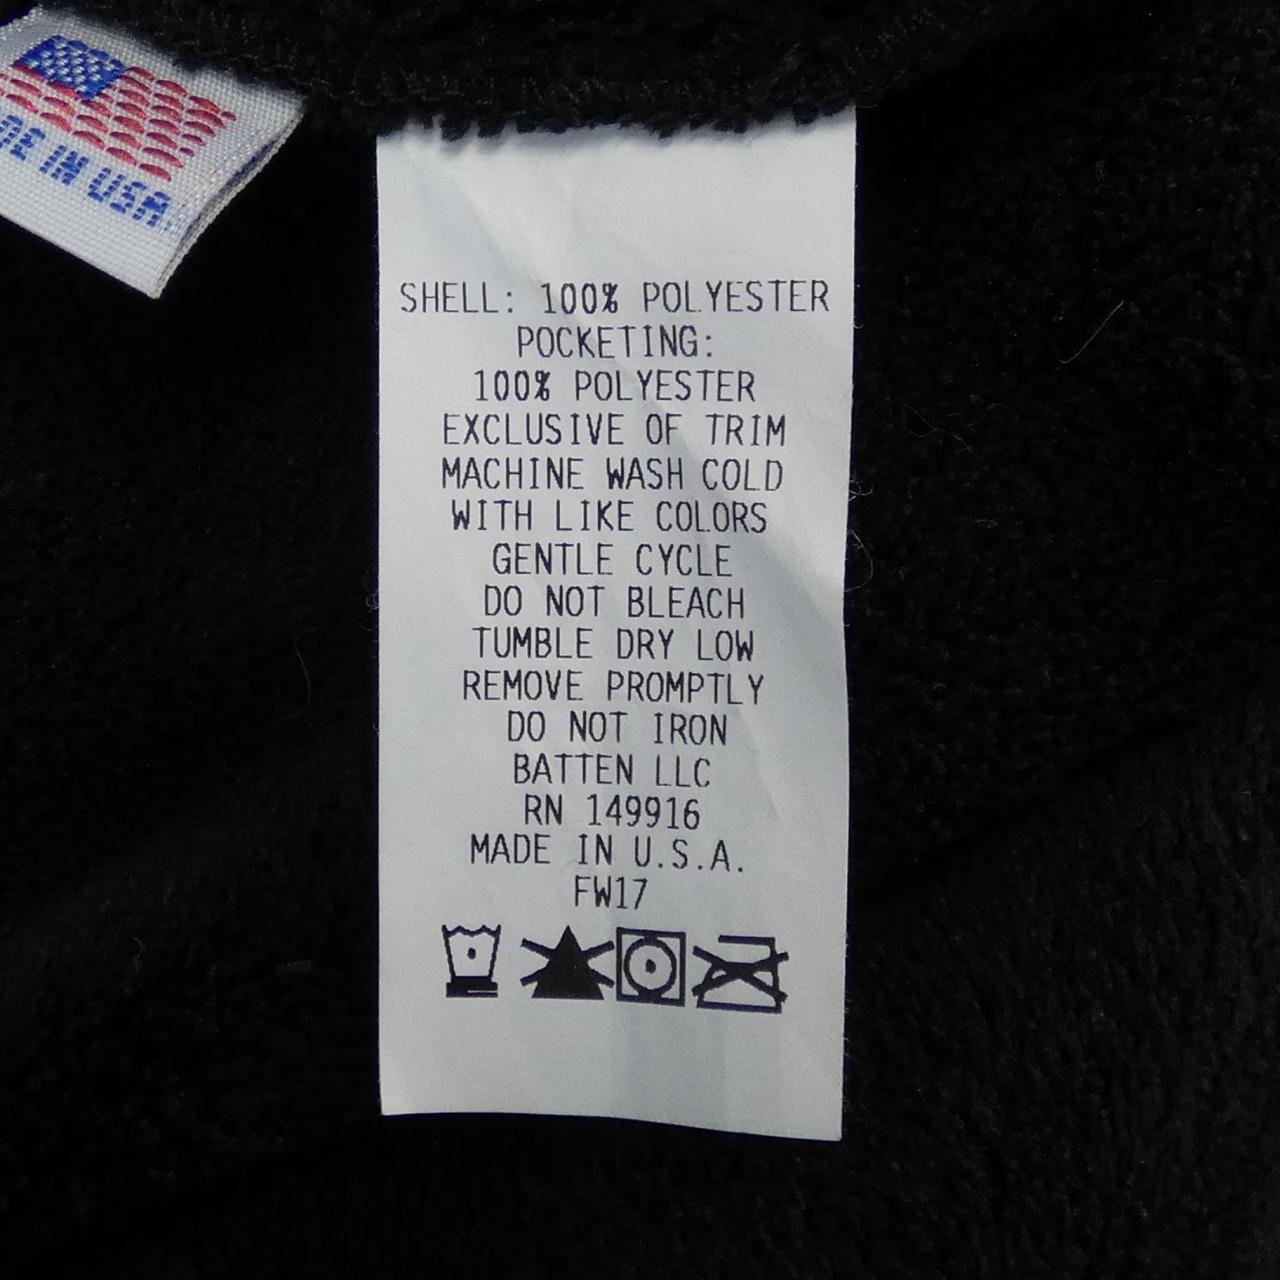 DE IN USA
SHELL: 100% POLYESTER
POCKETING:
100% POLYESTER
EXCLUSIVE OF TRIM
MACHINE WASH COLD
WITH LIKE COLORS
GENTLE CYCLE
DO NOT BLEACH
TUMBLE DRY LOW
REMOVE PROMPTLY
DO NOT IRON
BATTEN LLC
RN 149916
MADE IN U.S.A.
FW17